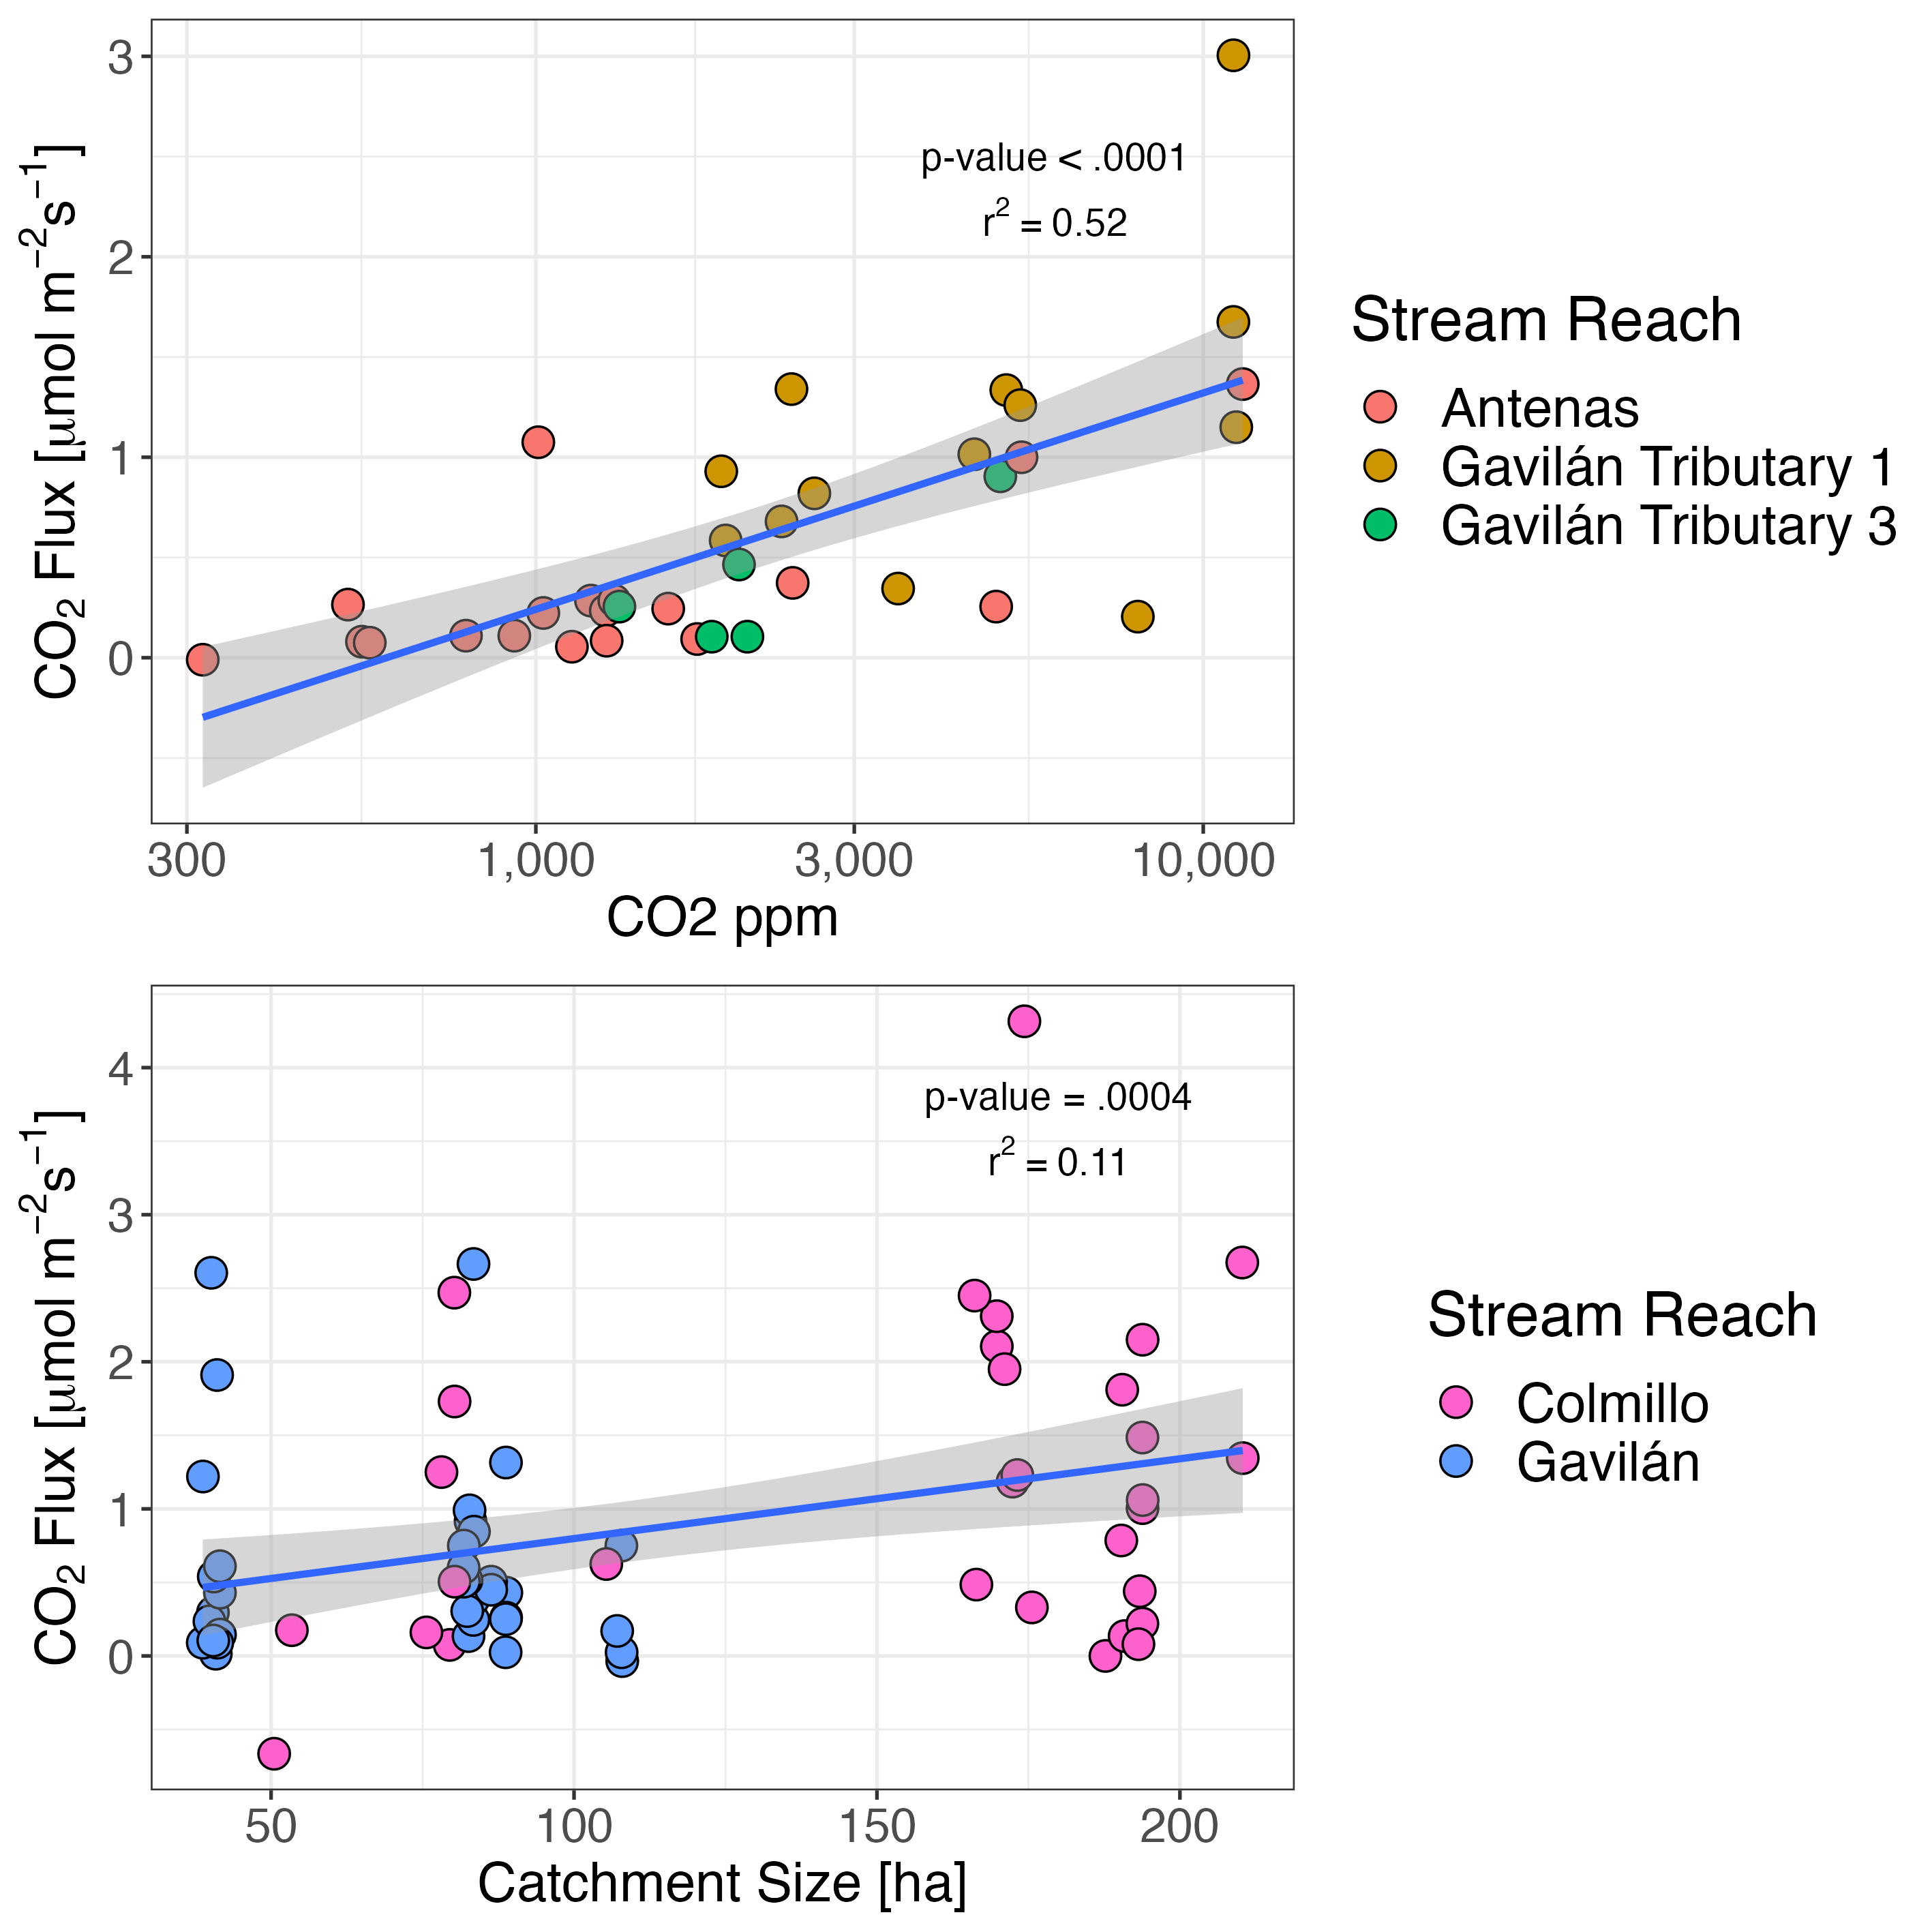 3
2
1
0
CO₂ Flux [μmol m⁻²s⁻¹]
p-value < .0001
r² = 0.52
300 1,000 3,000 10,000
CO2 ppm
Stream Reach
Antenas
Gavilán Tributary 1
Gavilán Tributary 3
4
3
2
1
0
CO₂ Flux [μmol m⁻²s⁻¹]
p-value = .0004
r² = 0.11
50 100 150 200
Catchment Size [ha]
Stream Reach
Colmillo
Gavilán